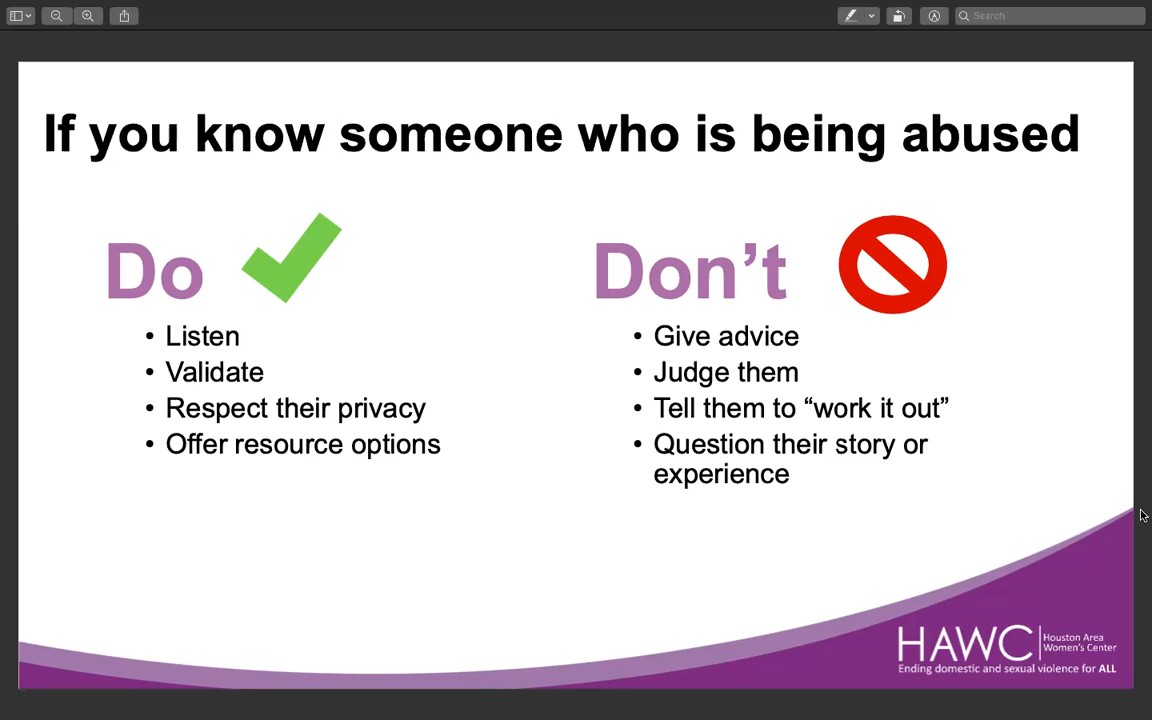 Search
If you know someone who is being abused
Do
• Listen
• Validate
• Respect their privacy
• Offer resource options
Don’t
• Give advice
• Judge them
• Tell them to “work it out”
• Question their story or
experience
HAWC
Houston Area
Women’s Center
Ending domestic and sexual violence for ALL